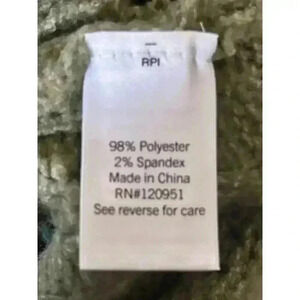 RPI
98% Polyester
2% Spandex
Made in China
RN#120951
See reverse for care